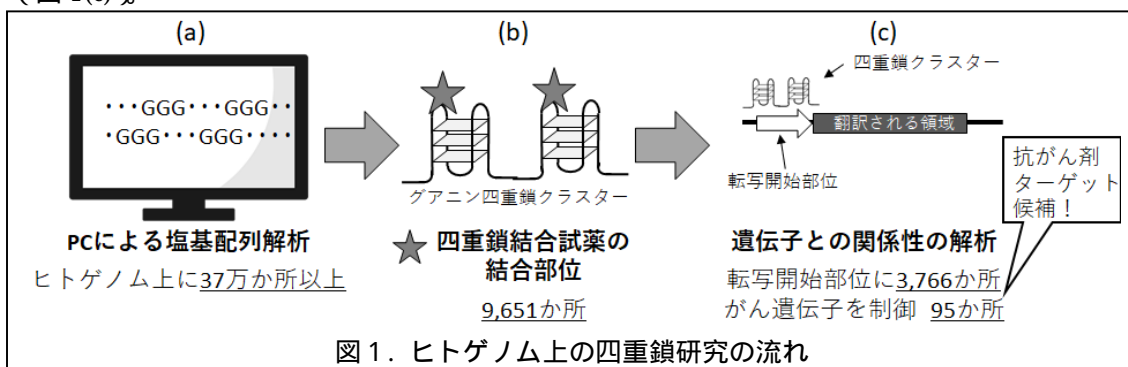 (図1(c))。
(a)
(b)
(c)
・・・GGG・・・GGG・・
・GGG・・・GGG・・・・
グアニン四重鎖クラスター
四重鎖クラスター
翻訳される領域
転写開始部位
抗がん剤
ターゲット
候補！
PCによる塩基配列解析
ヒトゲノム上に37万か所以上
四重鎖結合試薬の
結合部位
9,651か所
遺伝子との関係性の解析
転写開始部位に3,766か所
がん遺伝子を制御 95か所
図1. ヒトゲノム上の四重鎖研究の流れ